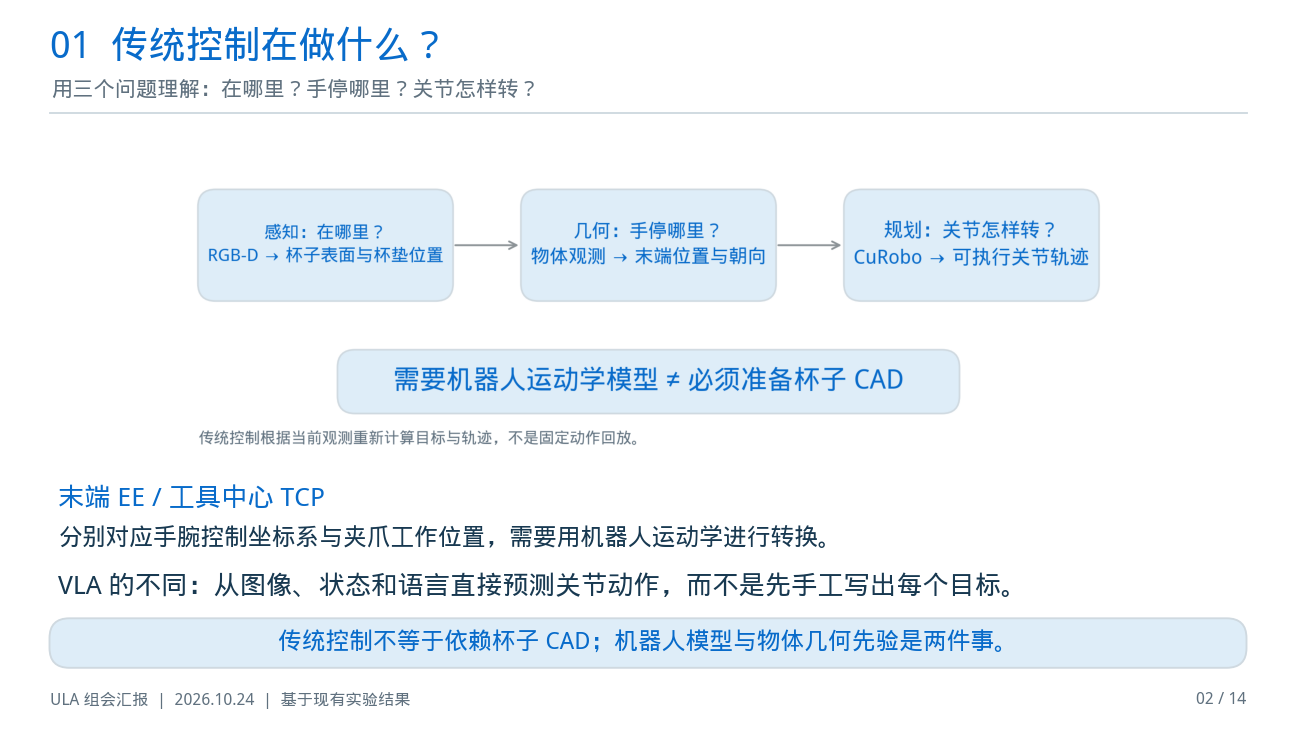 01 传统控制在做什么？
用三个问题理解：在哪里？手停哪里？关节怎样转？
感知：在哪里？
RGB-D → 杯子表面与杯垫位置
几何：手停哪里？
物体观测 → 末端位置与朝向
规划：关节怎样转？
CuRobo → 可执行关节轨迹
需要机器人运动学模型 ≠ 必须准备杯子 CAD
传统控制根据当前观测重新计算目标与轨迹，不是固定动作回放。
末端 EE / 工具中心 TCP
分别对应手腕控制坐标系与夹爪工作位置，需要用机器人运动学进行转换。
VLA 的不同：从图像、状态和语言直接预测关节动作，而不是先手工写出每个目标。
传统控制不等于依赖杯子 CAD；机器人模型与物体几何先验是两件事。
ULA 组会汇报 | 2026.10.24 | 基于现有实验结果
02 / 14